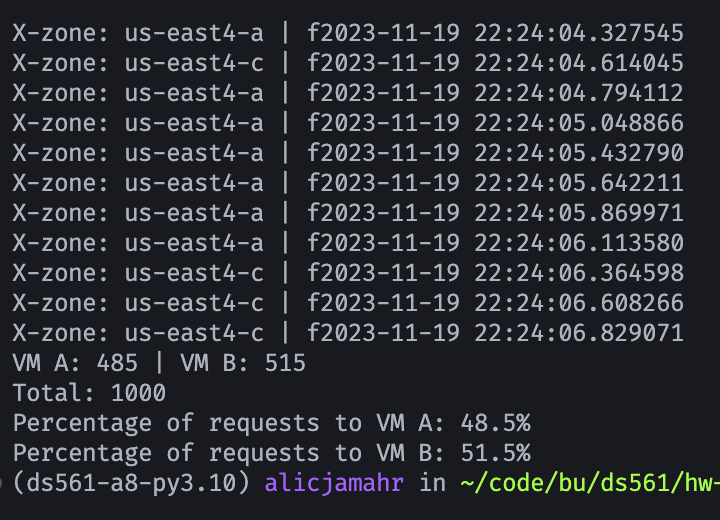 X-zone: us-east4-a | f2023-11-19 22:24:04.327545
X-zone: us-east4-c | f2023-11-19 22:24:04.614045
X-zone: us-east4-a | f2023-11-19 22:24:04.794112
X-zone: us-east4-a | f2023-11-19 22:24:05.048866
X-zone: us-east4-a | f2023-11-19 22:24:05.432790
X-zone: us-east4-a | f2023-11-19 22:24:05.642211
X-zone: us-east4-a | f2023-11-19 22:24:05.869971
X-zone: us-east4-a | f2023-11-19 22:24:06.113580
X-zone: us-east4-c | f2023-11-19 22:24:06.364598
X-zone: us-east4-c | f2023-11-19 22:24:06.608266
X-zone: us-east4-c | f2023-11-19 22:24:06.829071
VM A: 485 | VM B: 515
Total: 1000
Percentage of requests to VM A: 48.5%
Percentage of requests to VM B: 51.5%
(ds561-a8-py3.10) alicjamahr in ~/code/bu/ds561/hw-